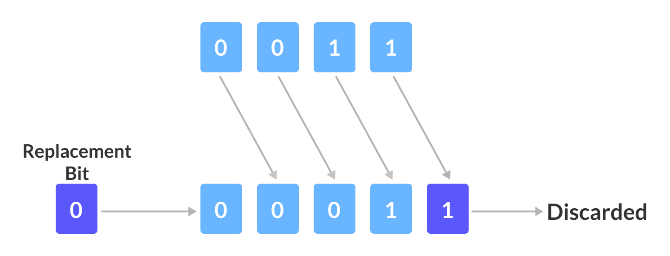 0 0 1 1
Replacement
Bit
0 0 0 0 1 1 Discarded